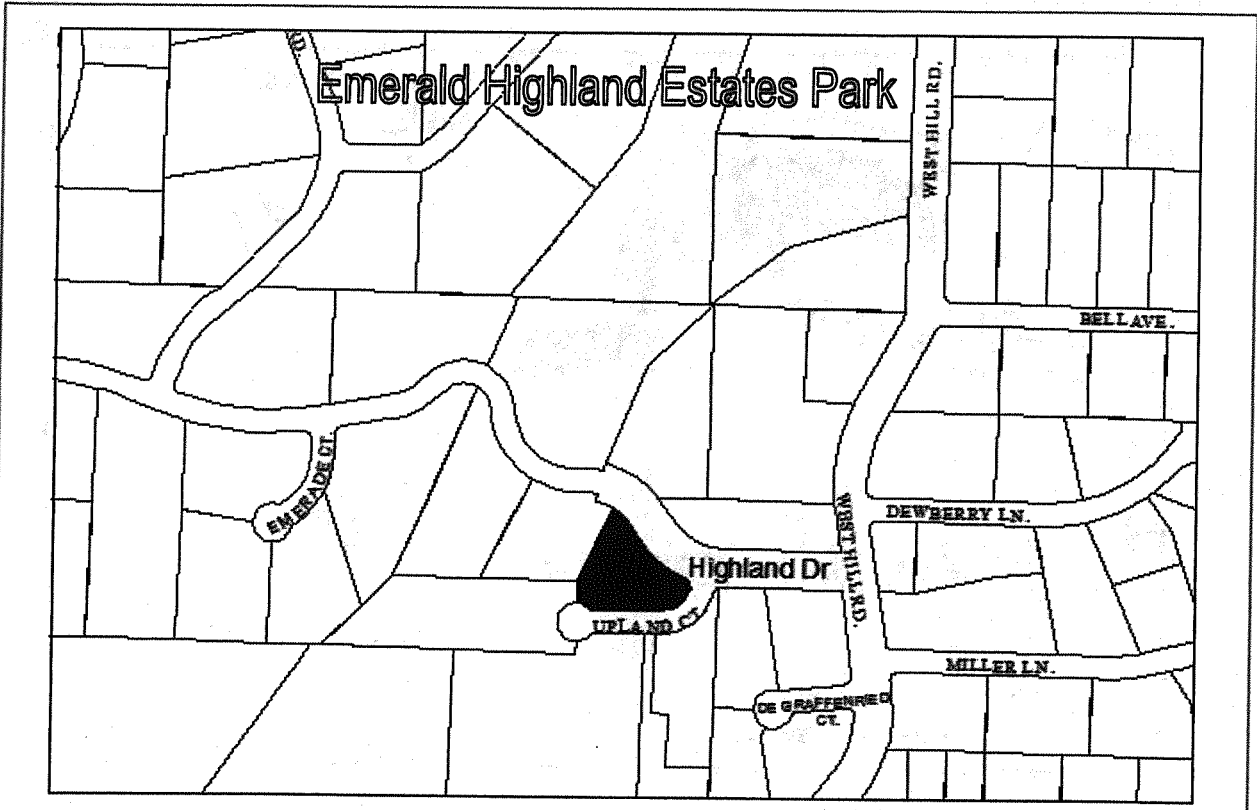 RD.
Emerald Highland Estates Park
WEST HILL RD.
BELL AVE.
EMERADE CT.
WEST HILL RD.
DEWBERRY LN.
Highland Dr
UPLAND CT.
MILLER LN.
DE GRAFFENRIED
CT.